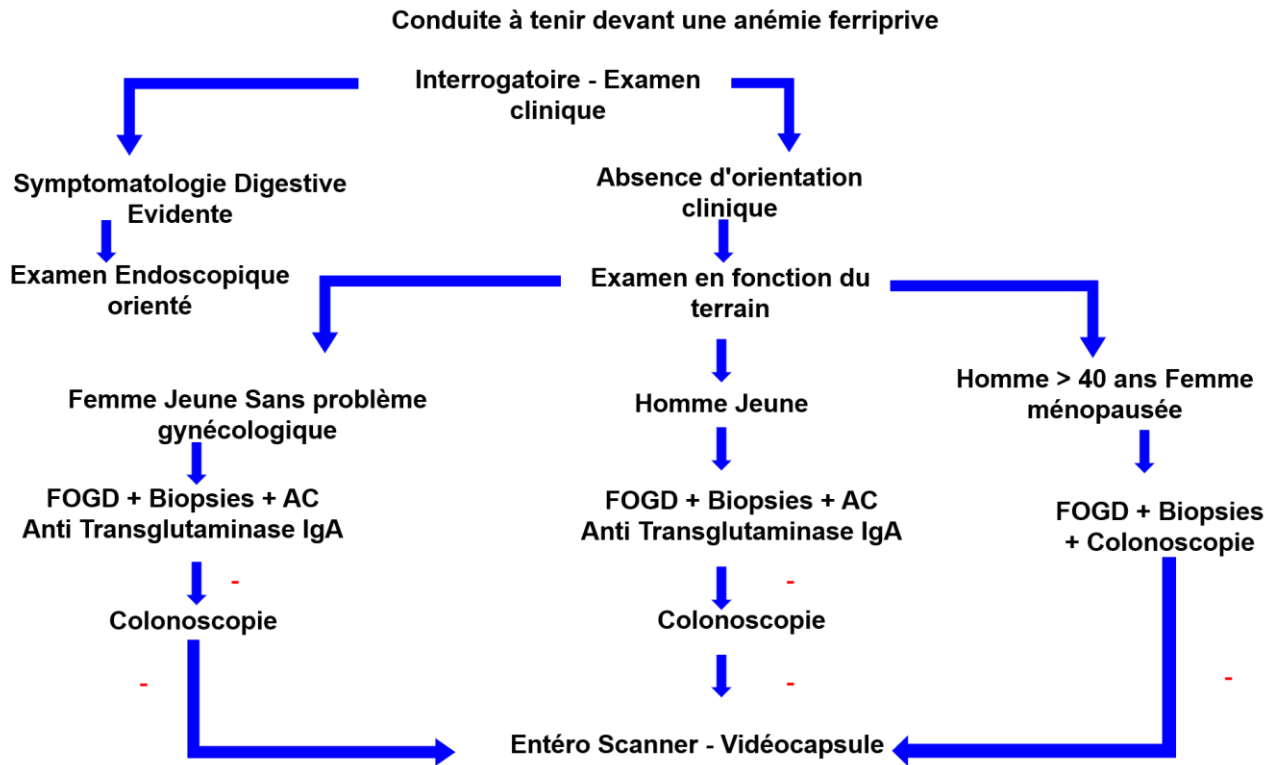 Conduite à tenir devant une anémie ferriprive
Interrogatoire - Examen
clinique
Symptomatologie Digestive
Evidente
Absence d'orientation
clinique
Examen Endoscopique
orienté
Examen en fonction du
terrain
Femme Jeune Sans problème
gynécologique
Homme Jeune
Homme > 40 ans Femme
ménopausée
FOGD + Biopsies + AC
Anti Transglutaminase IgA
FOGD + Biopsies + AC
Anti Transglutaminase IgA
FOGD + Biopsies
+ Colonoscopie
-
-
Colonoscopie
Colonoscopie
-
-
-
Entéro Scanner - Vidéocapsule